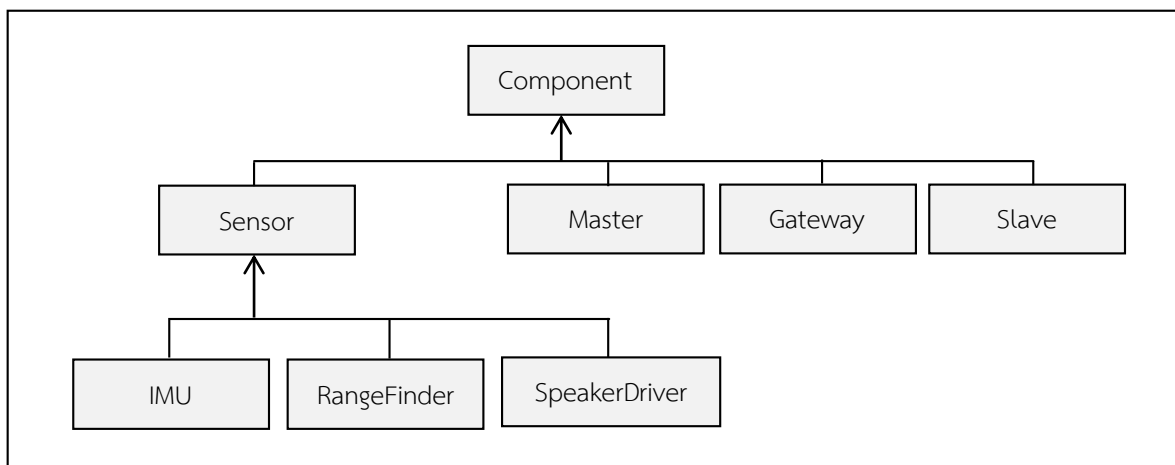 Component
Sensor
Master
Gateway
Slave
IMU
RangeFinder
SpeakerDriver